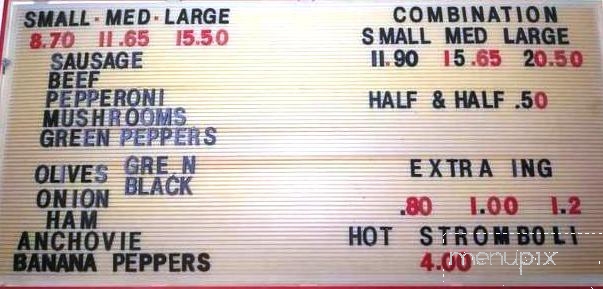 SMALL · MED · LARGE
8.70 11.65 15.50
SAUSAGE
BEEF
PEPPERONI
MUSHROOMS
GREEN PEPPERS
OLIVES GRE N
BLACK
ONION
HAM
ANCHOVIE
BANANA PEPPERS
COMBINATION
SMALL MED LARGE
11.90 15.65 20.50
HALF & HALF .50
EXTRA ING
.80 1.00 1.2
HOT STROMBOLI
4.00
menupix